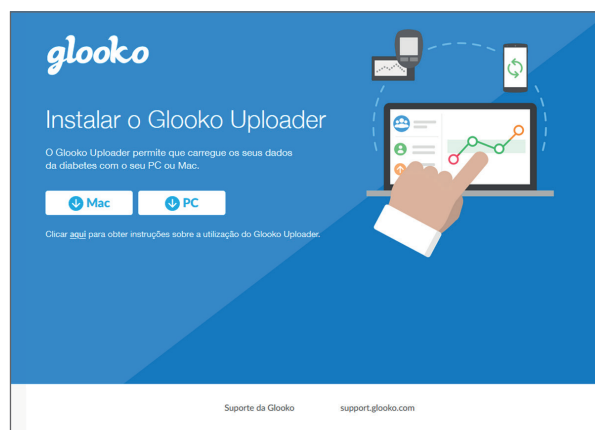 glooko
Instalar o Glooko Uploader
O Glooko Uploader permite que carregue os seus dados
da diabetes com o seu PC ou Mac.
Mac PC
Clicar aqui para obter instruções sobre a utilização do Glooko Uploader.
Suporte da Glooko support.glooko.com